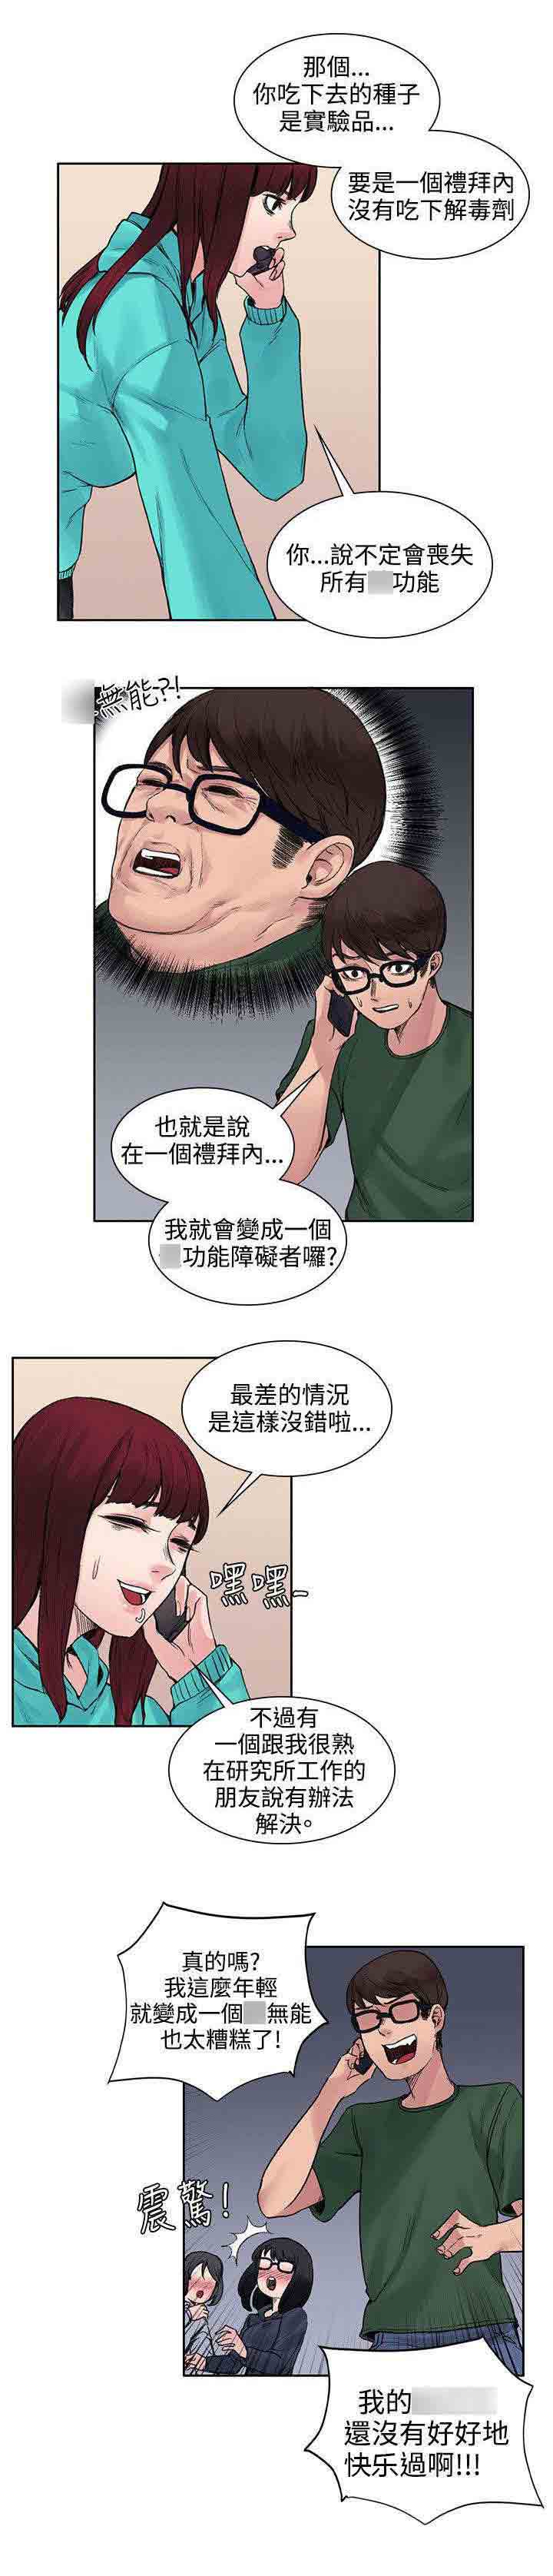 那個...
你吃下去的種子
是實驗品...
要是一個禮拜內
沒有吃下解毒劑
你...說不定會喪失
所有功能
無能?!
也就是說
在一個禮拜內...
我就會變成一個
功能障礙者囉?
最差的情況
是這樣沒錯啦...
嘿嘿~
不過有
一個跟我很熟
在研究所工作的
朋友說有辦法
解決。
真的嗎?
我這麼年輕
就變成一個無能
也太糟糕了!
震驚!
我的
還沒有好好地
快乐過啊!!!